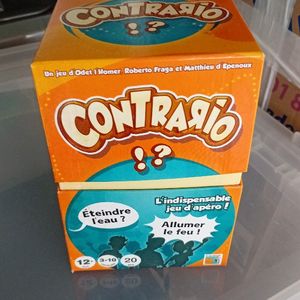 CONTRARIO
!?
Un jeu d'Odet l'Homer Roberto Fraga et Matthieu d'Epenoux
CONTRARIO
!?
L'indispensable
jeu d'apéro !
Eteindre
l'eau ?
Allumer
le feu !
12+
3-10
20